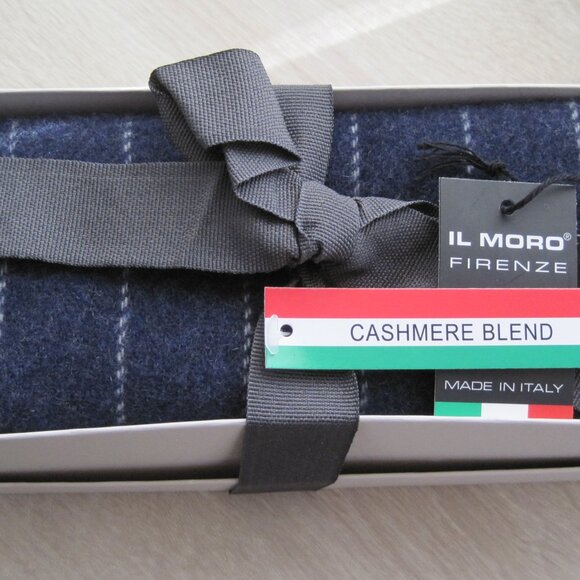 IL MORO®
FIRENZE
CASHMERE BLEND
MADE IN ITALY